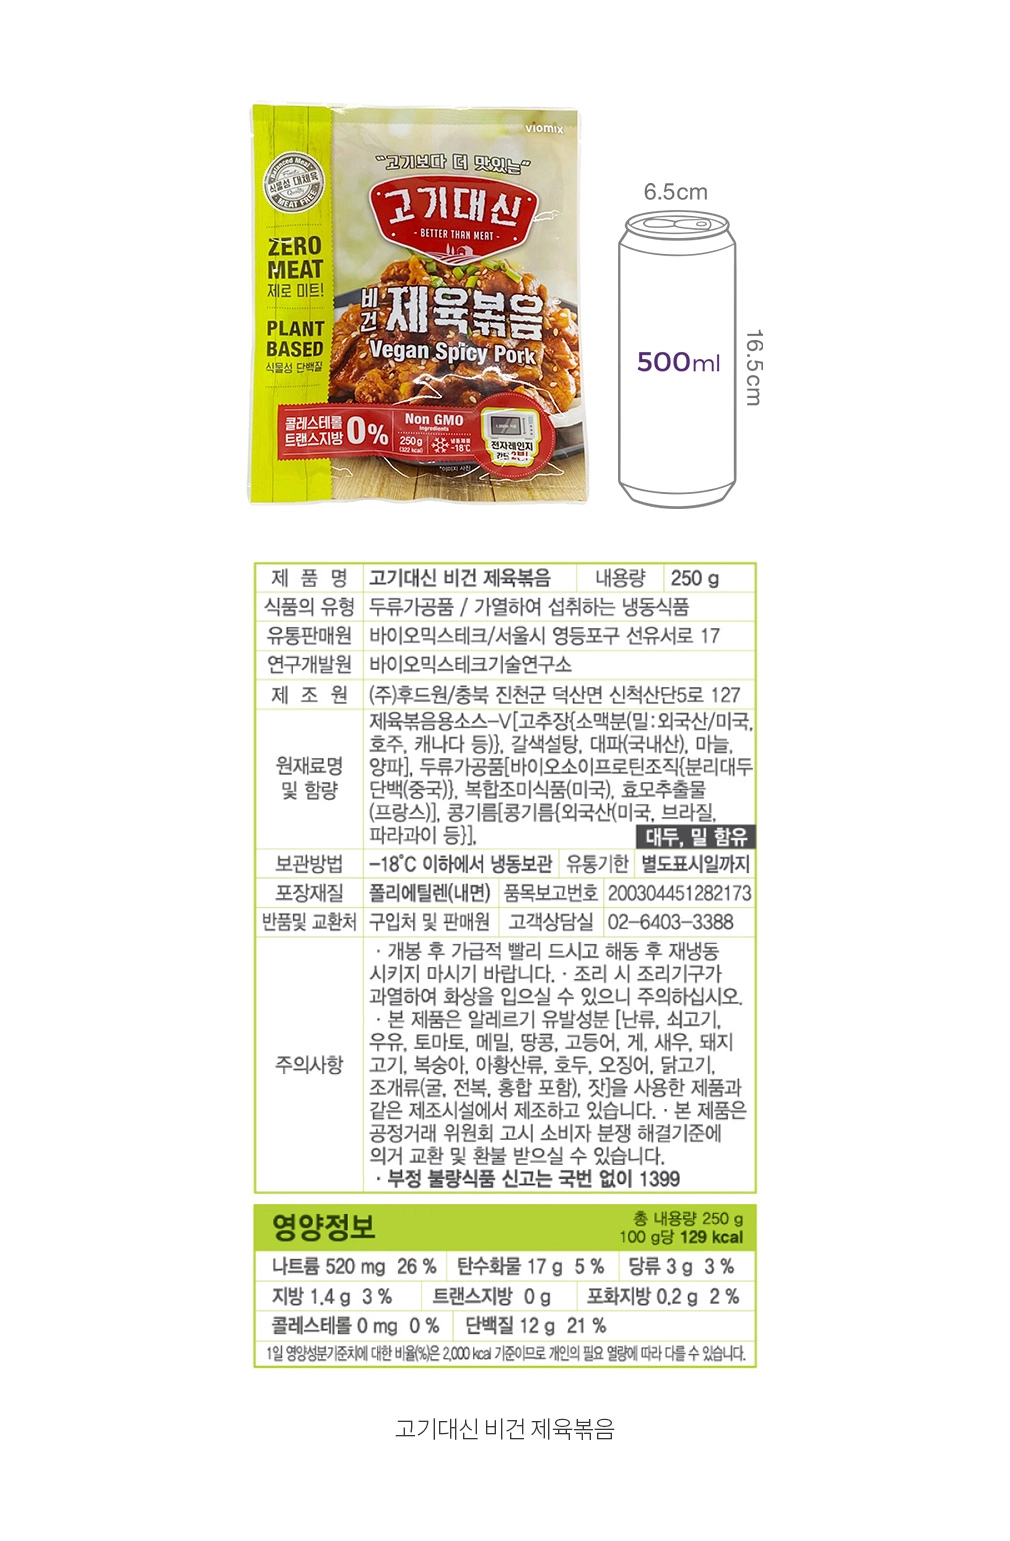 viomix
"고기보다 더 맛있는"
고기대신
- BETTER THAN MEAT -
식물성 대체육
MEAT FREE
ZERO
MEAT
제로 미트!
PLANT
BASED
식물성 단백질
비건 제육볶음
Vegan Spicy Pork
콜레스테롤
트랜스지방 0%
Non GMO
Ingredients
250g
(322 kcal)
냉동제품
-18℃
전자레인지
간단 2분!
*이미지 사진
6.5cm
500ml
16.5cm
제 품 명 고기대신 비건 제육볶음 내용량 250 g
식품의 유형 두류가공품 / 가열하여 섭취하는 냉동식품
유통판매원 바이오믹스테크/서울시 영등포구 선유서로 17
연구개발원 바이오믹스테크기술연구소
제 조 원 (주)후드원/충북 진천군 덕산면 신척산단5로 127
원재료명 및 함량
제육볶음용소스-V[고추장{소맥분(밀:외국산/미국,
호주, 캐나다 등)}, 갈색설탕, 대파(국내산), 마늘,
양파], 두류가공품[바이오소이프로틴조직{분리대두
단백(중국)}, 복합조미식품(미국), 효모추출물
(프랑스)], 콩기름[콩기름{외국산(미국, 브라질,
파라과이 등}],
대두, 밀 함유
보관방법 -18℃ 이하에서 냉동보관 유통기한 별도표시일까지
포장재질 폴리에틸렌(내면) 품목보고번호 200304451282173
반품및 교환처 구입처 및 판매원 고객상담실 02-6403-3388
주의사항
· 개봉 후 가급적 빨리 드시고 해동 후 재냉동
시키지 마시기 바랍니다. · 조리 시 조리기구가
과열하여 화상을 입으실 수 있으니 주의하십시오.
· 본 제품은 알레르기 유발성분 [난류, 쇠고기,
우유, 토마토, 메밀, 땅콩, 고등어, 게, 새우, 돼지
고기, 복숭아, 아황산류, 호두, 오징어, 닭고기,
조개류(굴, 전복, 홍합 포함), 잣]을 사용한 제품과
같은 제조시설에서 제조하고 있습니다. · 본 제품은
공정거래 위원회 고시 소비자 분쟁 해결기준에
의거 교환 및 환불 받으실 수 있습니다.
· 부정 불량식품 신고는 국번 없이 1399
영양정보
총 내용량 250 g
100 g당 129 kcal
나트륨 520 mg 26 % 탄수화물 17 g 5 % 당류 3 g 3 %
지방 1.4 g 3 % 트랜스지방 0 g 포화지방 0.2 g 2 %
콜레스테롤 0 mg 0 % 단백질 12 g 21 %
1일 영양성분기준치에 대한 비율(%)은 2,000 kcal 기준이므로 개인의 필요 열량에 따라 다를 수 있습니다.
고기대신 비건 제육볶음